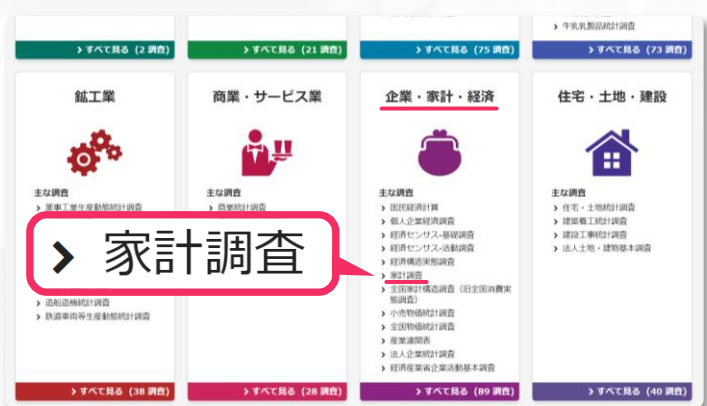 › 牛乳乳製品統計調査
› すべて見る (2 調査)
› すべて見る (21 調査)
› すべて見る (75 調査)
› すべて見る (73 調査)
鉱工業
主な調査
› 薬事工業生産動態統計調査
› 家計調査
› 造船造機統計調査
› 鉄道車両等生産動態統計調査
› すべて見る (38 調査)
商業・サービス業
主な調査
› 商業統計調査
› すべて見る (28 調査)
企業・家計・経済
主な調査
› 国民経済計算
› 個人企業経済調査
› 経済センサス‐基礎調査
› 経済センサス‐活動調査
› 経済構造実態調査
› 家計調査
› 全国家計構造調査（旧全国消費実
態調査）
› 小売物価統計調査
› 全国物価統計調査
› 産業連関表
› 法人企業統計調査
› 経済産業省企業活動基本調査
› すべて見る (89 調査)
住宅・土地・建設
主な調査
› 住宅・土地統計調査
› 建築着工統計調査
› 建設工事統計調査
› 法人土地・建物基本調査
› すべて見る (40 調査)